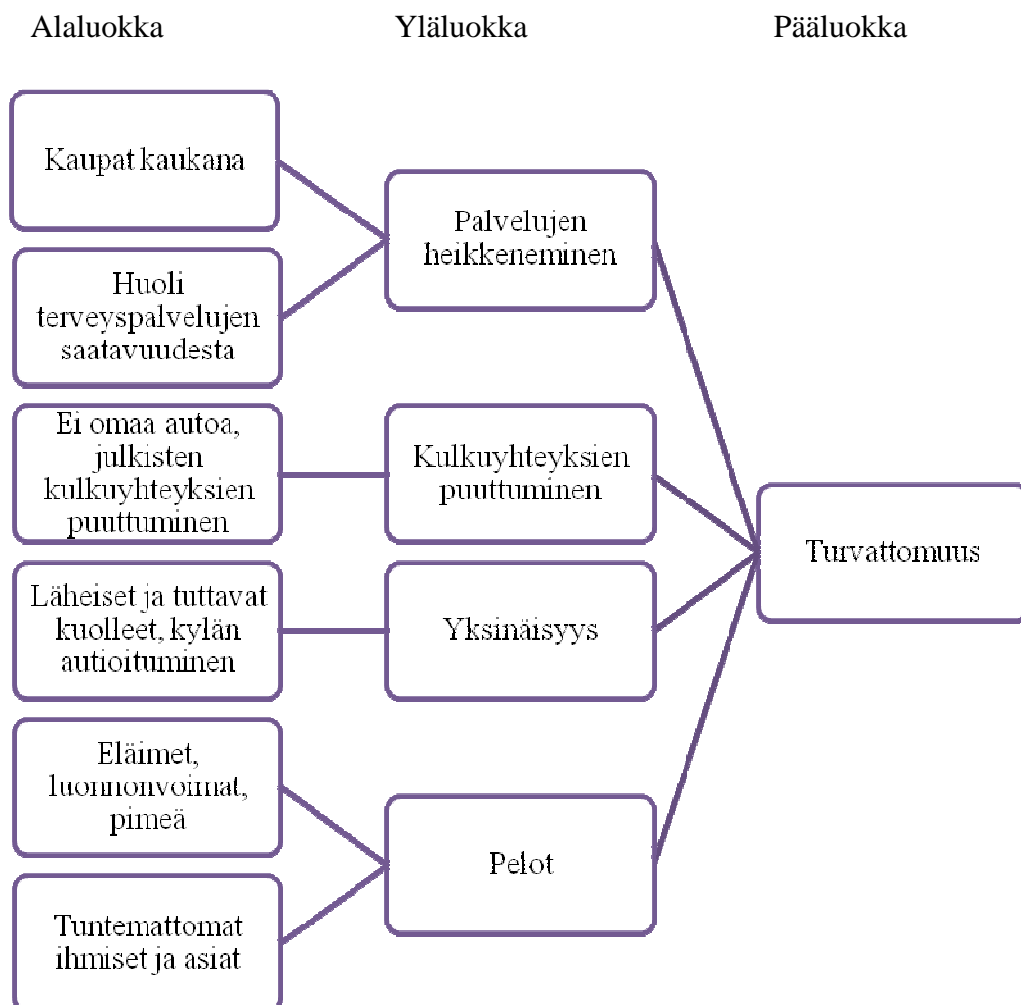 Alaluokka Yläluokka Pääluokka
Kaupat kaukana
Huoli
terveyspalvelujen
saatavuudesta
Ei omaa autoa,
julkisten
kulkuyhteyksien
puuttuminen
Läheiset ja tuttavat
kuolleet, kylän
autioituminen
Eläimet,
luonnonvoimat,
pimeä
Tuntemattomat
ihmiset ja asiat
Palvelujen
heikkeneminen
Kulkuyhteyksien
puuttuminen
Yksinäisyys
Pelot
Turvattomuus